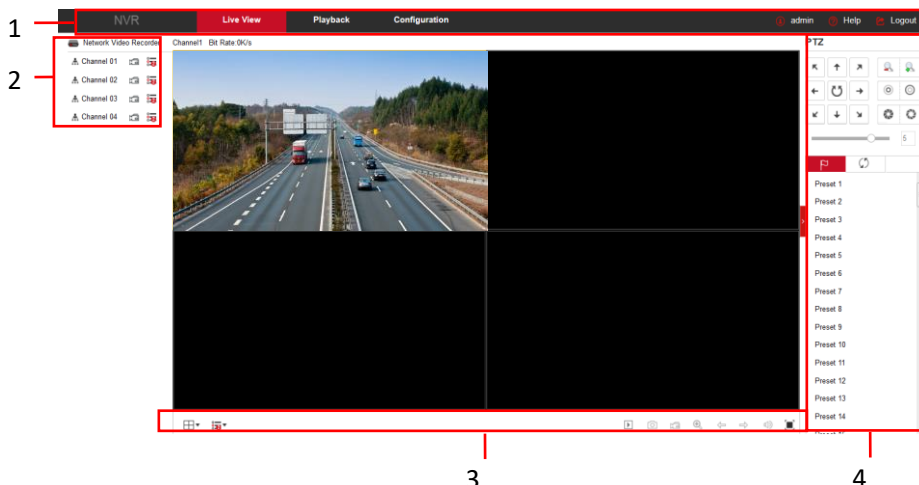 1
NVR Live View Playback Configuration admin Help Logout
2
Network Video Recorder
Channel 01
Channel 02
Channel 03
Channel 04
Channel1 Bit Rate:0K/s
PTZ
5
Preset 1
Preset 2
Preset 3
Preset 4
Preset 5
Preset 6
Preset 7
Preset 8
Preset 9
Preset 10
Preset 11
Preset 12
Preset 13
Preset 14
3
4